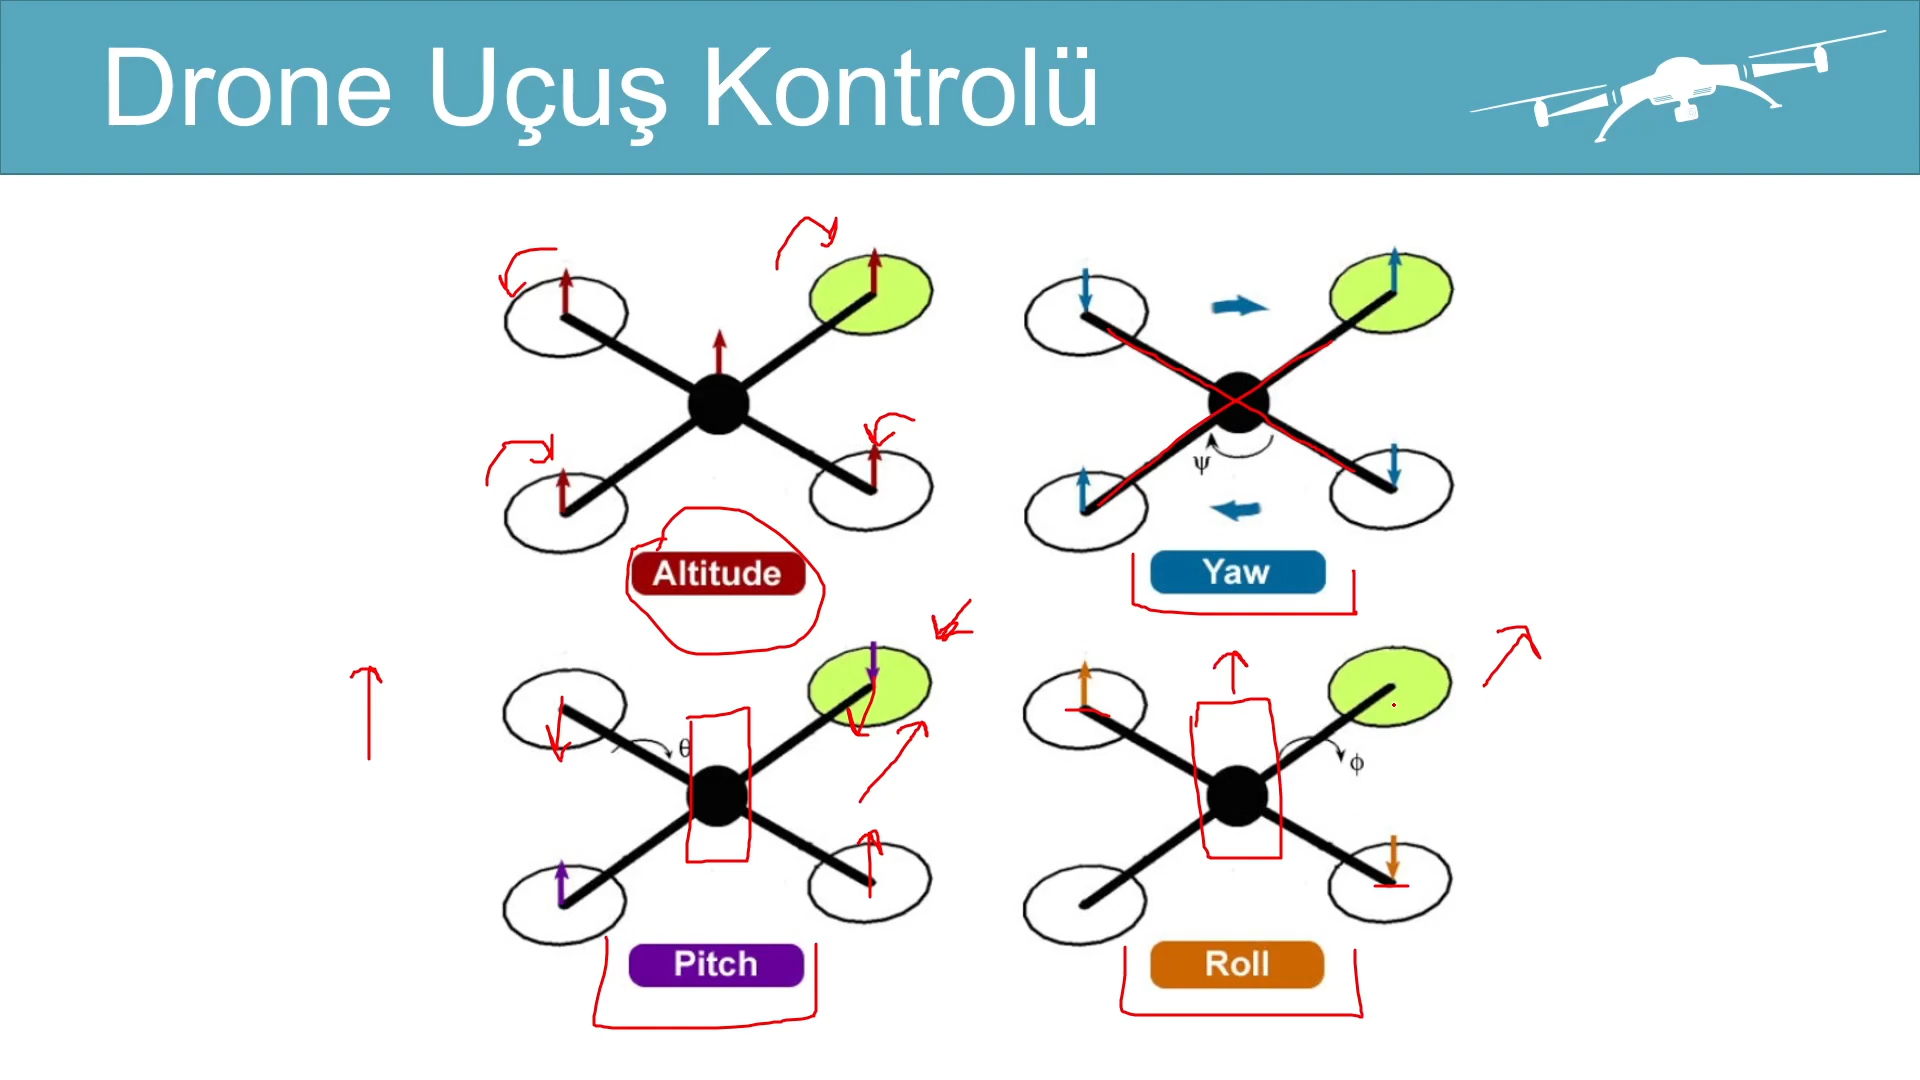 Drone Uçuş Kontrolü
ψ
Altitude
Yaw
θ
ϕ
Pitch
Roll